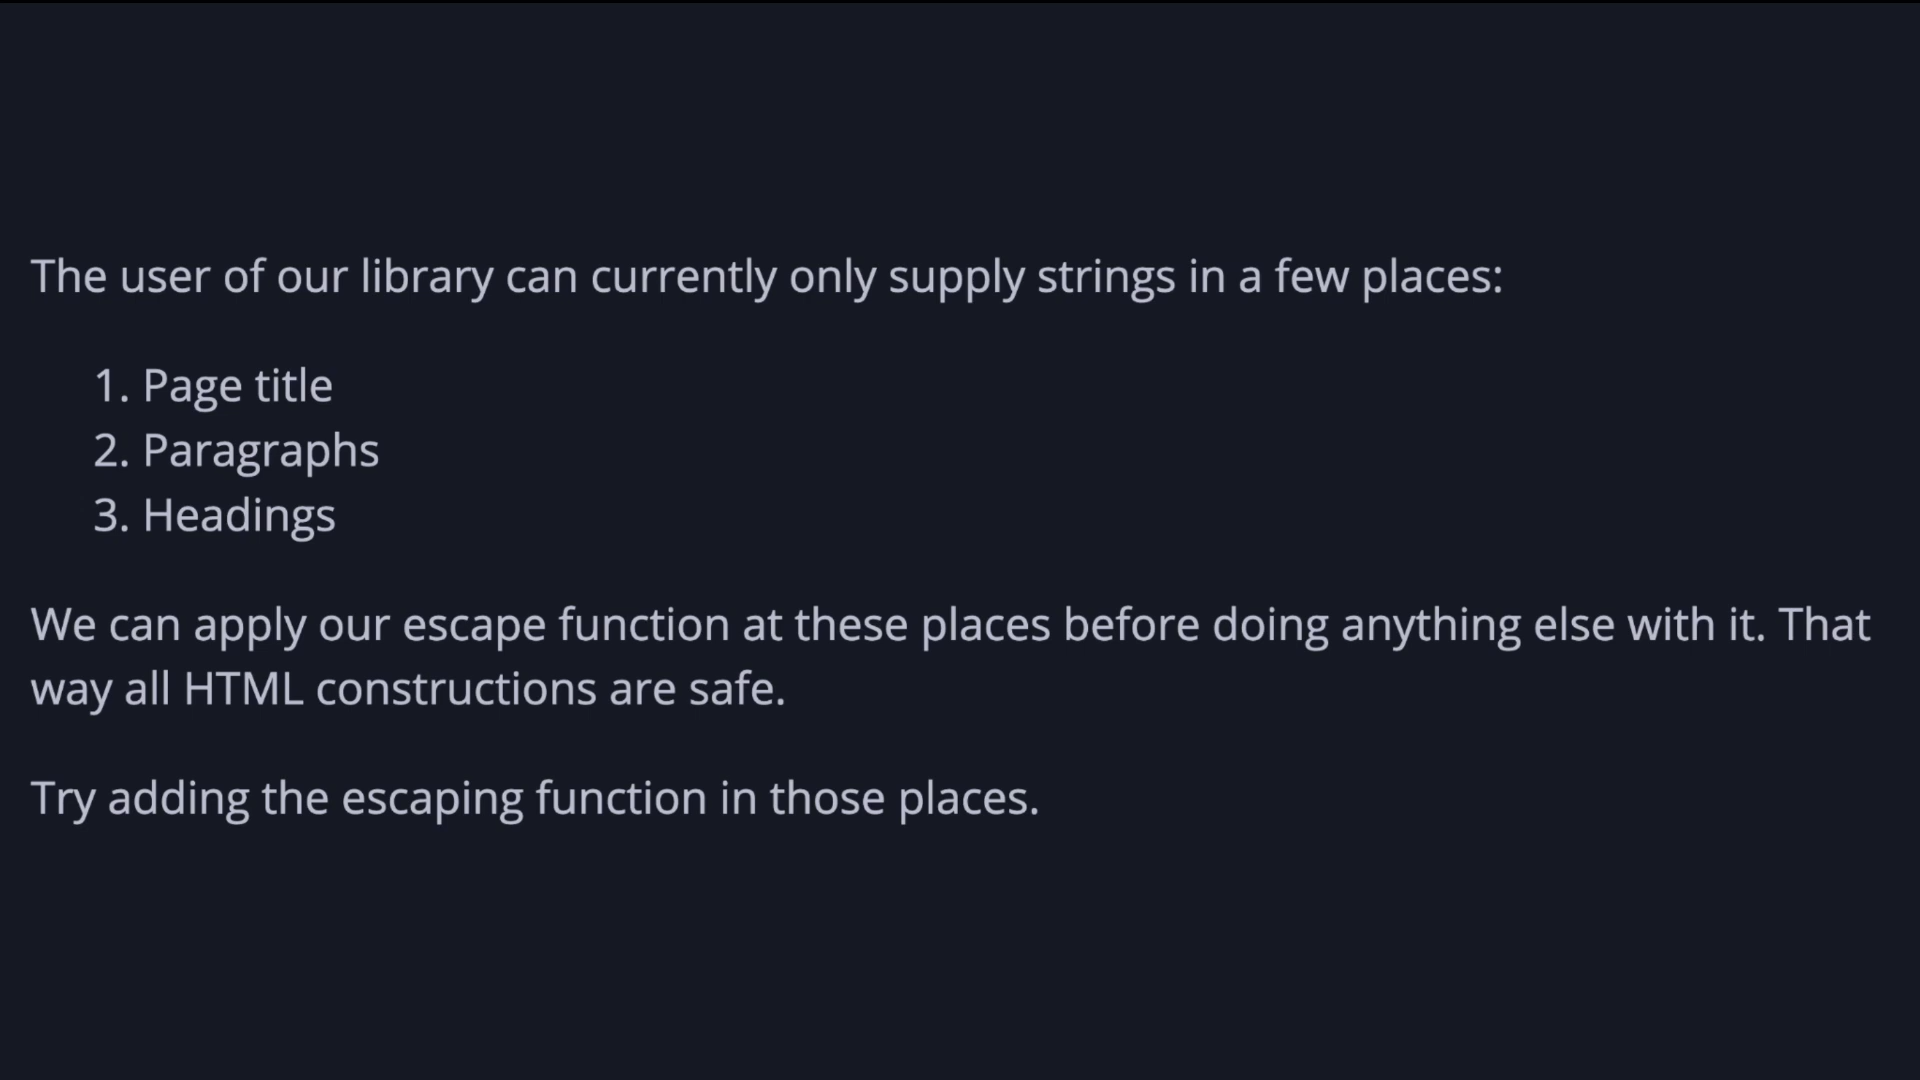 The user of our library can currently only supply strings in a few places:
1. Page title
2. Paragraphs
3. Headings
We can apply our escape function at these places before doing anything else with it. That
way all HTML constructions are safe.
Try adding the escaping function in those places.